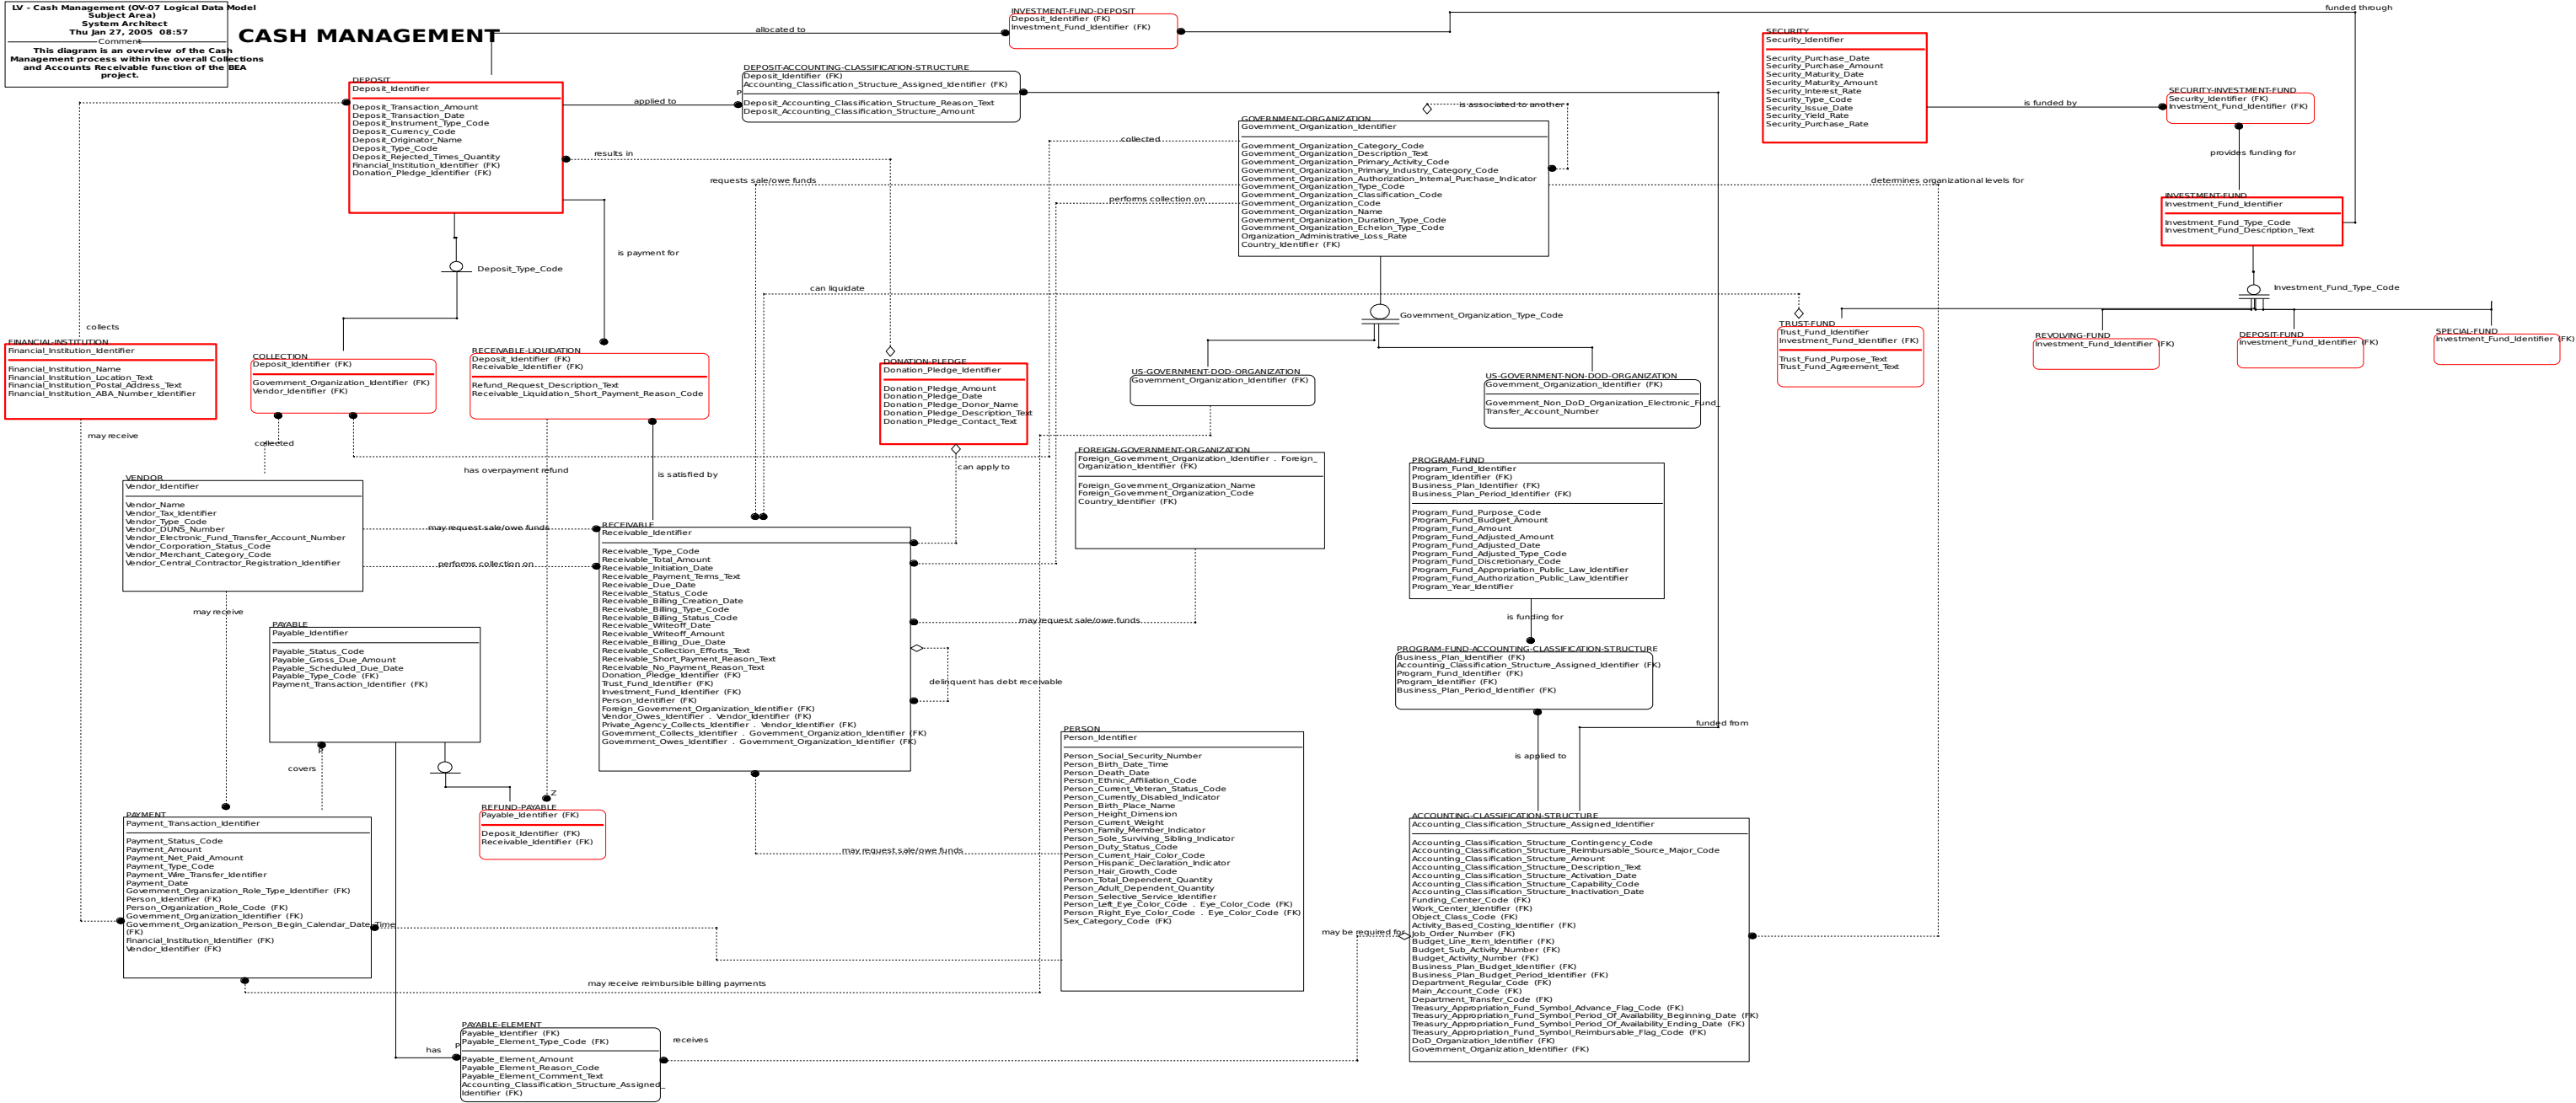 LV - Cash Management (OV-07 Logical Data Model
Subject Area)
System Architect
Thu Jan 27, 2005  08:57
Comment
This diagram is an overview of the Cash
Management process within the overall Collections
and Accounts Receivable function of the BEA
project.
CASH MANAGEMENT
allocated to
INVESTMENT-FUND-DEPOSIT
Deposit_Identifier (FK)
Investment_Fund_Identifier (FK)
funded through
DEPOSIT
Deposit_Identifier
Deposit_Transaction_Amount
Deposit_Transaction_Date
Deposit_Instrument_Type_Code
Deposit_Currency_Code
Deposit_Originator_Name
Deposit_Type_Code
Deposit_Rejected_Times_Quantity
Financial_Institution_Identifier (FK)
Donation_Pledge_Identifier (FK)
applied to
P
DEPOSIT-ACCOUNTING-CLASSIFICATION-STRUCTURE
Deposit_Identifier (FK)
Accounting_Classification_Structure_Assigned_Identifier (FK)
Deposit_Accounting_Classification_Structure_Reason_Text
Deposit_Accounting_Classification_Structure_Amount
results in
requests sale/owe funds
is payment for
can liquidate
Deposit_Type_Code
collected
performs collection on
is associated to another
GOVERNMENT-ORGANIZATION
Government_Organization_Identifier
Government_Organization_Category_Code
Government_Organization_Description_Text
Government_Organization_Primary_Activity_Code
Government_Organization_Primary_Industry_Category_Code
Government_Organization_Authorization_Internal_Purchase_Indicator
Government_Organization_Type_Code
Government_Organization_Classification_Code
Government_Organization_Code
Government_Organization_Name
Government_Organization_Duration_Type_Code
Government_Organization_Echelon_Type_Code
Organization_Administrative_Loss_Rate
Country_Identifier (FK)
Government_Organization_Type_Code
determines organizational levels for
SECURITY
Security_Identifier
Security_Purchase_Date
Security_Purchase_Amount
Security_Maturity_Date
Security_Maturity_Amount
Security_Interest_Rate
Security_Type_Code
Security_Issue_Date
Security_Yield_Rate
Security_Purchase_Rate
is funded by
SECURITY-INVESTMENT-FUND
Security_Identifier (FK)
Investment_Fund_Identifier (FK)
provides funding for
INVESTMENT-FUND
Investment_Fund_Identifier
Investment_Fund_Type_Code
Investment_Fund_Description_Text
Investment_Fund_Type_Code
TRUST-FUND
Trust_Fund_Identifier
Investment_Fund_Identifier (FK)
Trust_Fund_Purpose_Text
Trust_Fund_Agreement_Text
REVOLVING-FUND
Investment_Fund_Identifier (FK)
DEPOSIT-FUND
Investment_Fund_Identifier (FK)
SPECIAL-FUND
Investment_Fund_Identifier (FK)
collects
FINANCIAL-INSTITUTION
Financial_Institution_Identifier
Financial_Institution_Name
Financial_Institution_Location_Text
Financial_Institution_Postal_Address_Text
Financial_Institution_ABA_Number_Identifier
may receive
COLLECTION
Deposit_Identifier (FK)
Government_Organization_Identifier (FK)
Vendor_Identifier (FK)
collected
RECEIVABLE-LIQUIDATION
Deposit_Identifier (FK)
Receivable_Identifier (FK)
Refund_Request_Description_Text
Receivable_Liquidation_Short_Payment_Reason_Code
has overpayment refund
is satisfied by
DONATION-PLEDGE
Donation_Pledge_Identifier
Donation_Pledge_Amount
Donation_Pledge_Date
Donation_Pledge_Donor_Name
Donation_Pledge_Description_Text
Donation_Pledge_Contact_Text
can apply to
US-GOVERNMENT-DOD-ORGANIZATION
Government_Organization_Identifier (FK)
US-GOVERNMENT-NON-DOD-ORGANIZATION
Government_Organization_Identifier (FK)
Government_Non_DoD_Organization_Electronic_Fund_
Transfer_Account_Number
FOREIGN-GOVERNMENT-ORGANIZATION
Foreign_Government_Organization_Identifier . Foreign_
Organization_Identifier (FK)
Foreign_Government_Organization_Name
Foreign_Government_Organization_Code
Country_Identifier (FK)
may request sale/owe funds
PROGRAM-FUND
Program_Fund_Identifier
Program_Identifier (FK)
Business_Plan_Identifier (FK)
Business_Plan_Period_Identifier (FK)
Program_Fund_Purpose_Code
Program_Fund_Budget_Amount
Program_Fund_Amount
Program_Fund_Adjusted_Amount
Program_Fund_Adjusted_Date
Program_Fund_Adjusted_Type_Code
Program_Fund_Discretionary_Code
Program_Fund_Appropriation_Public_Law_Identifier
Program_Fund_Authorization_Public_Law_Identifier
Program_Year_Identifier
is funding for
PROGRAM-FUND-ACCOUNTING-CLASSIFICATION-STRUCTURE
Business_Plan_Identifier (FK)
Accounting_Classification_Structure_Assigned_Identifier (FK)
Program_Fund_Identifier (FK)
Program_Identifier (FK)
Business_Plan_Period_Identifier (FK)
funded from
is applied to
VENDOR
Vendor_Identifier
Vendor_Name
Vendor_Tax_Identifier
Vendor_Type_Code
Vendor_DUNS_Number
Vendor_Electronic_Fund_Transfer_Account_Number
Vendor_Corporation_Status_Code
Vendor_Merchant_Category_Code
Vendor_Central_Contractor_Registration_Identifier
may request sale/owe funds
performs collection on
may receive
RECEIVABLE
Receivable_Identifier
Receivable_Type_Code
Receivable_Total_Amount
Receivable_Initiation_Date
Receivable_Payment_Terms_Text
Receivable_Due_Date
Receivable_Status_Code
Receivable_Billing_Creation_Date
Receivable_Billing_Type_Code
Receivable_Billing_Status_Code
Receivable_Writeoff_Date
Receivable_Writeoff_Amount
Receivable_Billing_Due_Date
Receivable_Collection_Efforts_Text
Receivable_Short_Payment_Reason_Text
Receivable_No_Payment_Reason_Text
Donation_Pledge_Identifier (FK)
Trust_Fund_Identifier (FK)
Investment_Fund_Identifier (FK)
Person_Identifier (FK)
Foreign_Government_Organization_Identifier (FK)
Vendor_Owes_Identifier . Vendor_Identifier (FK)
Private_Agency_Collects_Identifier . Vendor_Identifier (FK)
Government_Collects_Identifier . Government_Organization_Identifier (FK)
Government_Owes_Identifier . Government_Organization_Identifier (FK)
delinquent has debt receivable
PAYABLE
Payable_Identifier
Payable_Status_Code
Payable_Gross_Due_Amount
Payable_Scheduled_Due_Date
Payable_Type_Code (FK)
Payment_Transaction_Identifier (FK)
P
covers
Z
REFUND-PAYABLE
Payable_Identifier (FK)
Deposit_Identifier (FK)
Receivable_Identifier (FK)
may request sale/owe funds
PERSON
Person_Identifier
Person_Social_Security_Number
Person_Birth_Date_Time
Person_Death_Date
Person_Ethnic_Affiliation_Code
Person_Current_Veteran_Status_Code
Person_Currently_Disabled_Indicator
Person_Birth_Place_Name
Person_Height_Dimension
Person_Current_Weight
Person_Family_Member_Indicator
Person_Sole_Surviving_Sibling_Indicator
Person_Duty_Status_Code
Person_Current_Hair_Color_Code
Person_Hispanic_Declaration_Indicator
Person_Hair_Growth_Code
Person_Total_Dependent_Quantity
Person_Adult_Dependent_Quantity
Person_Selective_Service_Identifier
Person_Left_Eye_Color_Code . Eye_Color_Code (FK)
Person_Right_Eye_Color_Code . Eye_Color_Code (FK)
Sex_Category_Code (FK)
PAYMENT
Payment_Transaction_Identifier
Payment_Status_Code
Payment_Amount
Payment_Net_Paid_Amount
Payment_Type_Code
Payment_Wire_Transfer_Identifier
Payment_Date
Government_Organization_Role_Type_Identifier (FK)
Person_Identifier (FK)
Person_Organization_Role_Code (FK)
Government_Organization_Identifier (FK)
Government_Organization_Person_Begin_Calendar_Date_Time
(FK)
Financial_Institution_Identifier (FK)
Vendor_Identifier (FK)
may receive reimbursible billing payments
may be required for
ACCOUNTING-CLASSIFICATION-STRUCTURE
Accounting_Classification_Structure_Assigned_Identifier
Accounting_Classification_Structure_Contingency_Code
Accounting_Classification_Structure_Reimbursable_Source_Major_Code
Accounting_Classification_Structure_Amount
Accounting_Classification_Structure_Description_Text
Accounting_Classification_Structure_Activation_Date
Accounting_Classification_Structure_Capability_Code
Accounting_Classification_Structure_Inactivation_Date
Funding_Center_Code (FK)
Work_Center_Identifier (FK)
Object_Class_Code (FK)
Activity_Based_Costing_Identifier (FK)
Job_Order_Number (FK)
Budget_Line_Item_Identifier (FK)
Budget_Sub_Activity_Number (FK)
Budget_Activity_Number (FK)
Business_Plan_Budget_Identifier (FK)
Business_Plan_Budget_Period_Identifier (FK)
Department_Regular_Code (FK)
Main_Account_Code (FK)
Department_Transfer_Code (FK)
Treasury_Appropriation_Fund_Symbol_Advance_Flag_Code (FK)
Treasury_Appropriation_Fund_Symbol_Period_Of_Availability_Beginning_Date (FK)
Treasury_Appropriation_Fund_Symbol_Period_Of_Availability_Ending_Date (FK)
Treasury_Appropriation_Fund_Symbol_Reimbursable_Flag_Code (FK)
DoD_Organization_Identifier (FK)
Government_Organization_Identifier (FK)
has
P
PAYABLE-ELEMENT
Payable_Identifier (FK)
Payable_Element_Type_Code (FK)
Payable_Element_Amount
Payable_Element_Reason_Code
Payable_Element_Comment_Text
Accounting_Classification_Structure_Assigned_
Identifier (FK)
receives